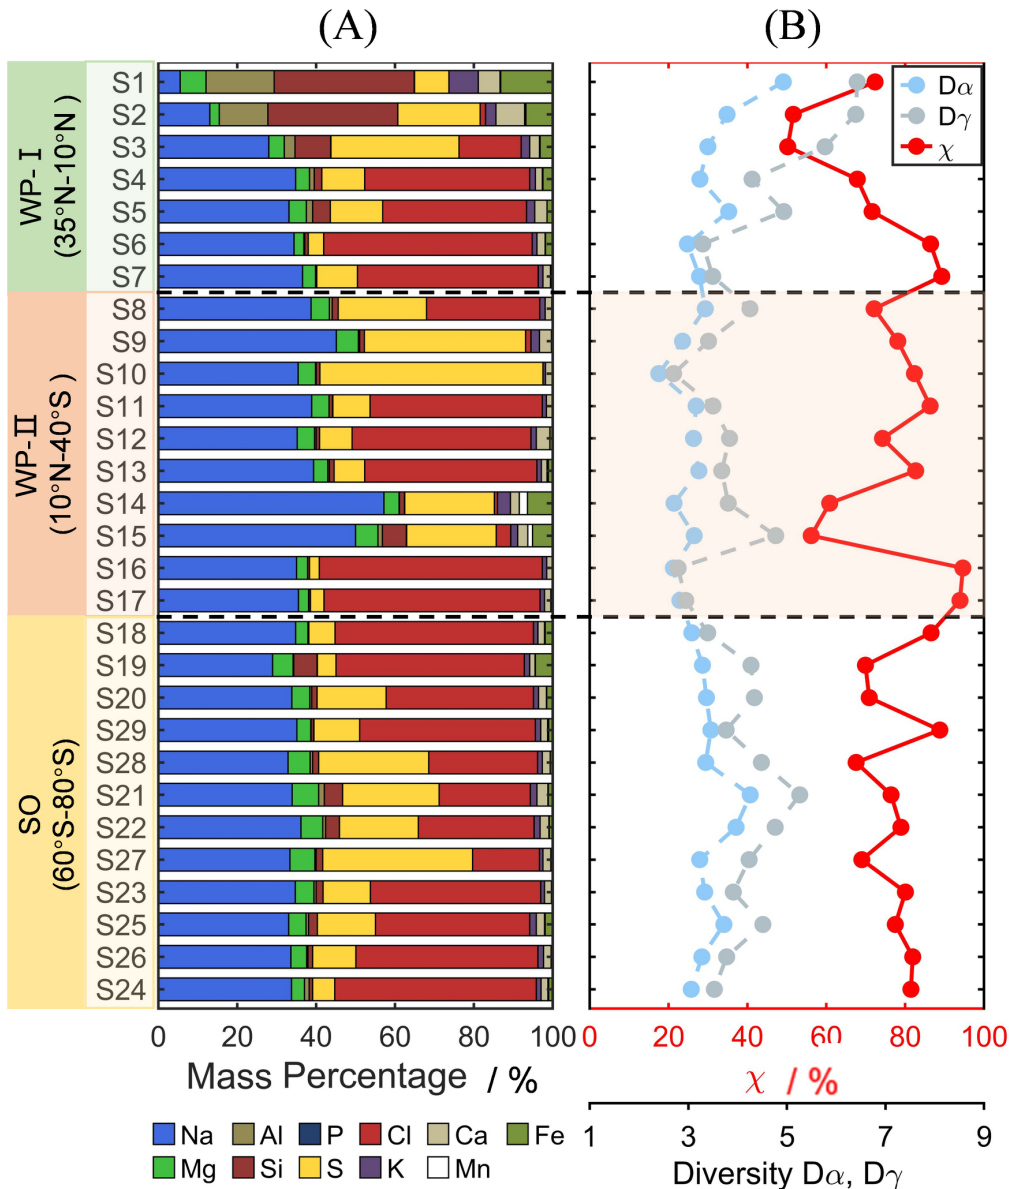 (A)
(B)
WP-I
(35°N-10°N)
WP-II
(10°N-40°S)
SO
(60°S-80°S)
S1
S2
S3
S4
S5
S6
S7
S8
S9
S10
S11
S12
S13
S14
S15
S16
S17
S18
S19
S20
S29
S28
S21
S22
S27
S23
S25
S26
S24
Dα
Dγ
χ
0 20 40 60 80 100
Mass Percentage / %
0 20 40 60 80 100
χ / %
1 3 5 7 9
Diversity Dα, Dγ
Na Al P Cl Ca Fe
Mg Si S K Mn